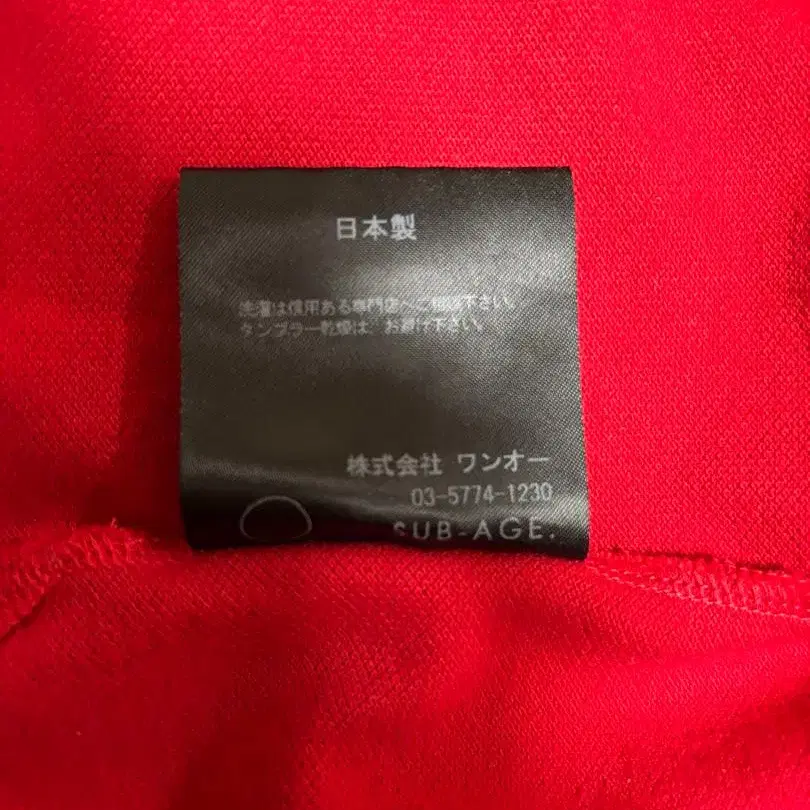 日本製
洗濯は信用ある専門店へご相談下さい。
タンブラー乾燥は、お避け下さい。
株式会社 ワンオー
03-5774-1230
SUB-AGE.